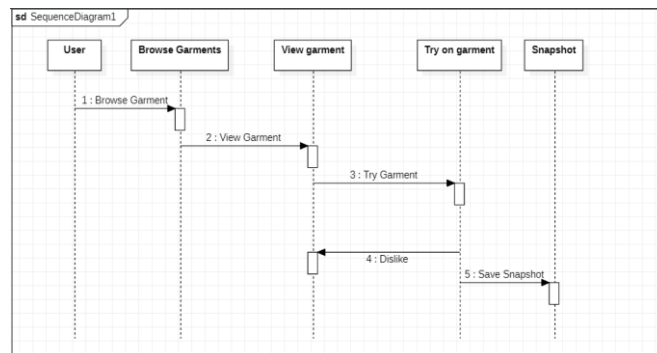 sd SequenceDiagram1
User
Browse Garments
View garment
Try on garment
Snapshot
1 : Browse Garment
2 : View Garment
3 : Try Garment
4 : Dislike
5 : Save Snapshot